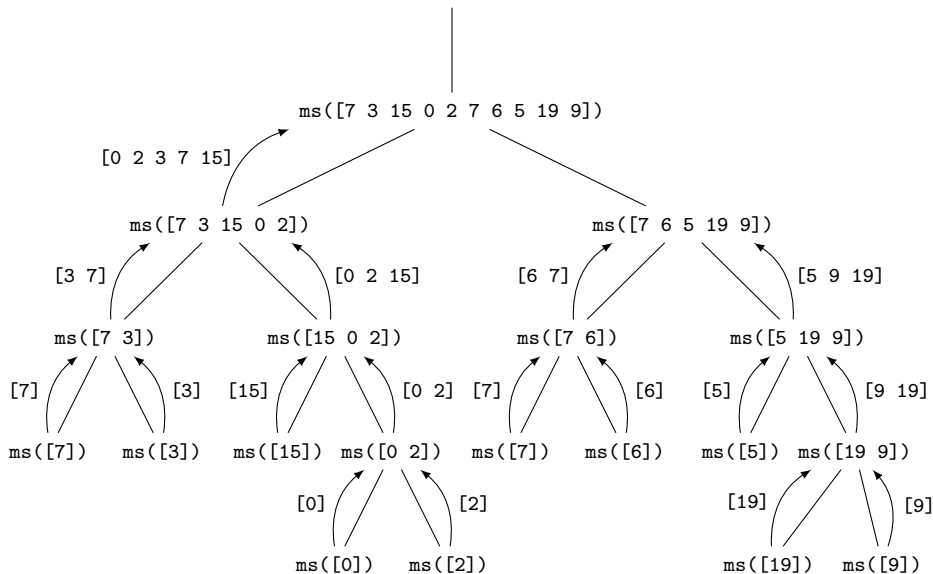 ms([7 3 15 0 2 7 6 5 19 9])
[0 2 3 7 15]
ms([7 3 15 0 2]) ms([7 6 5 19 9])
[3 7] [0 2 15] [6 7] [5 9 19]
ms([7 3]) ms([15 0 2]) ms([7 6]) ms([5 19 9])
[7] [3] [15] [0 2] [7] [6] [5] [9 19]
ms([7]) ms([3]) ms([15]) ms([0 2]) ms([7]) ms([6]) ms([5]) ms([19 9])
[0] [2] [19] [9]
ms([0]) ms([2]) ms([19]) ms([9])